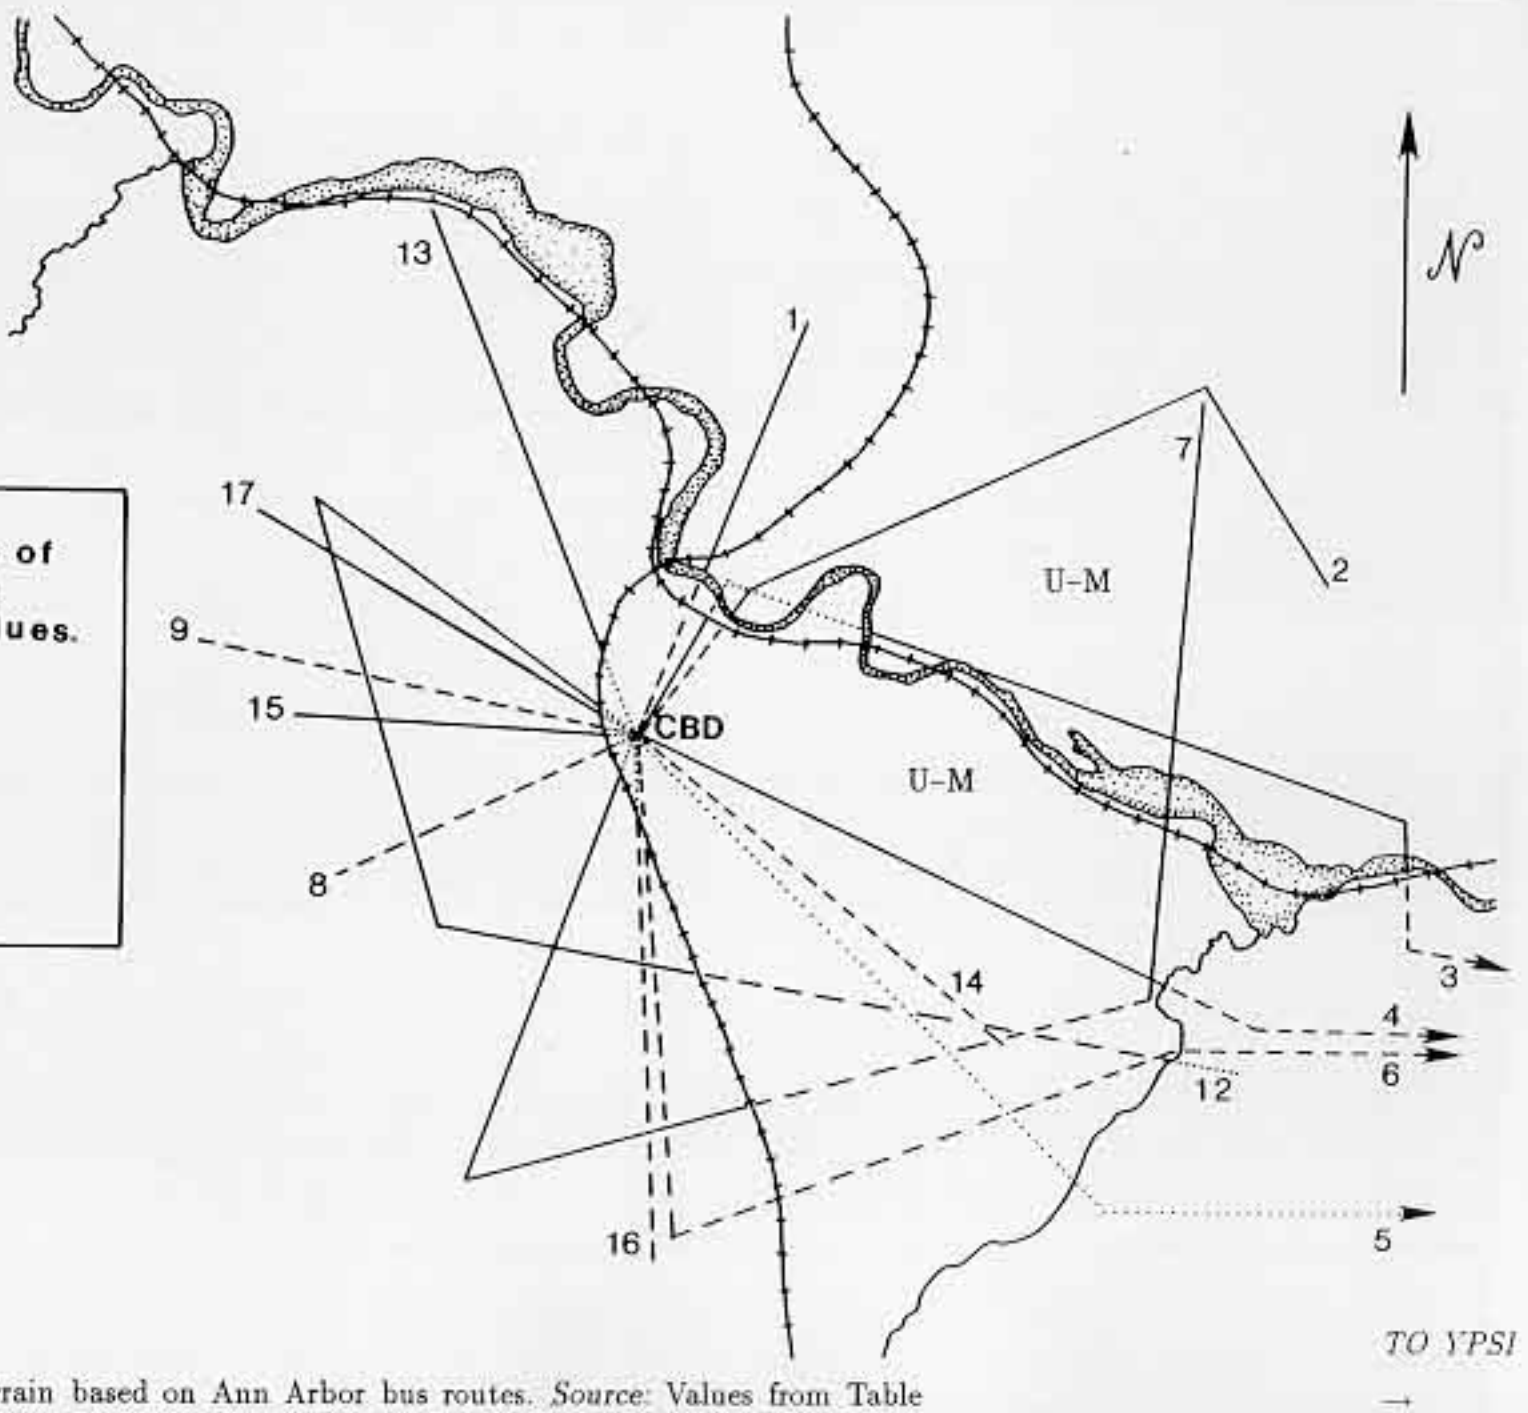 13
1
N
7
17
of
2
U-M
lues.
9
15
CBD
U-M
8
14
3
4
6
12
16
5
TO YPSI
rain based on Ann Arbor bus routes. Source: Values from Table
→